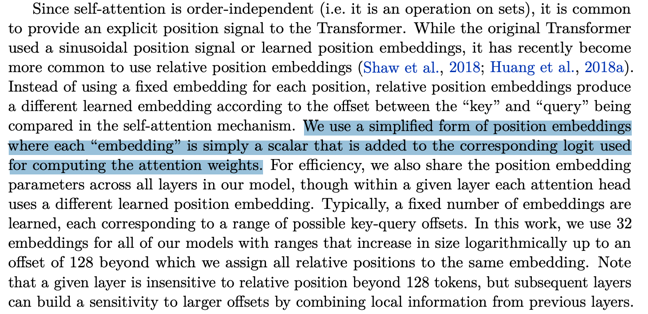 Since self-attention is order-independent (i.e. it is an operation on sets), it is common
to provide an explicit position signal to the Transformer. While the original Transformer
used a sinusoidal position signal or learned position embeddings, it has recently become
more common to use relative position embeddings (Shaw et al., 2018; Huang et al., 2018a).
Instead of using a fixed embedding for each position, relative position embeddings produce
a different learned embedding according to the offset between the “key” and “query” being
compared in the self-attention mechanism. We use a simplified form of position embeddings
where each “embedding” is simply a scalar that is added to the corresponding logit used
for computing the attention weights. For efficiency, we also share the position embedding
parameters across all layers in our model, though within a given layer each attention head
uses a different learned position embedding. Typically, a fixed number of embeddings are
learned, each corresponding to a range of possible key-query offsets. In this work, we use 32
embeddings for all of our models with ranges that increase in size logarithmically up to an
offset of 128 beyond which we assign all relative positions to the same embedding. Note
that a given layer is insensitive to relative position beyond 128 tokens, but subsequent layers
can build a sensitivity to larger offsets by combining local information from previous layers.